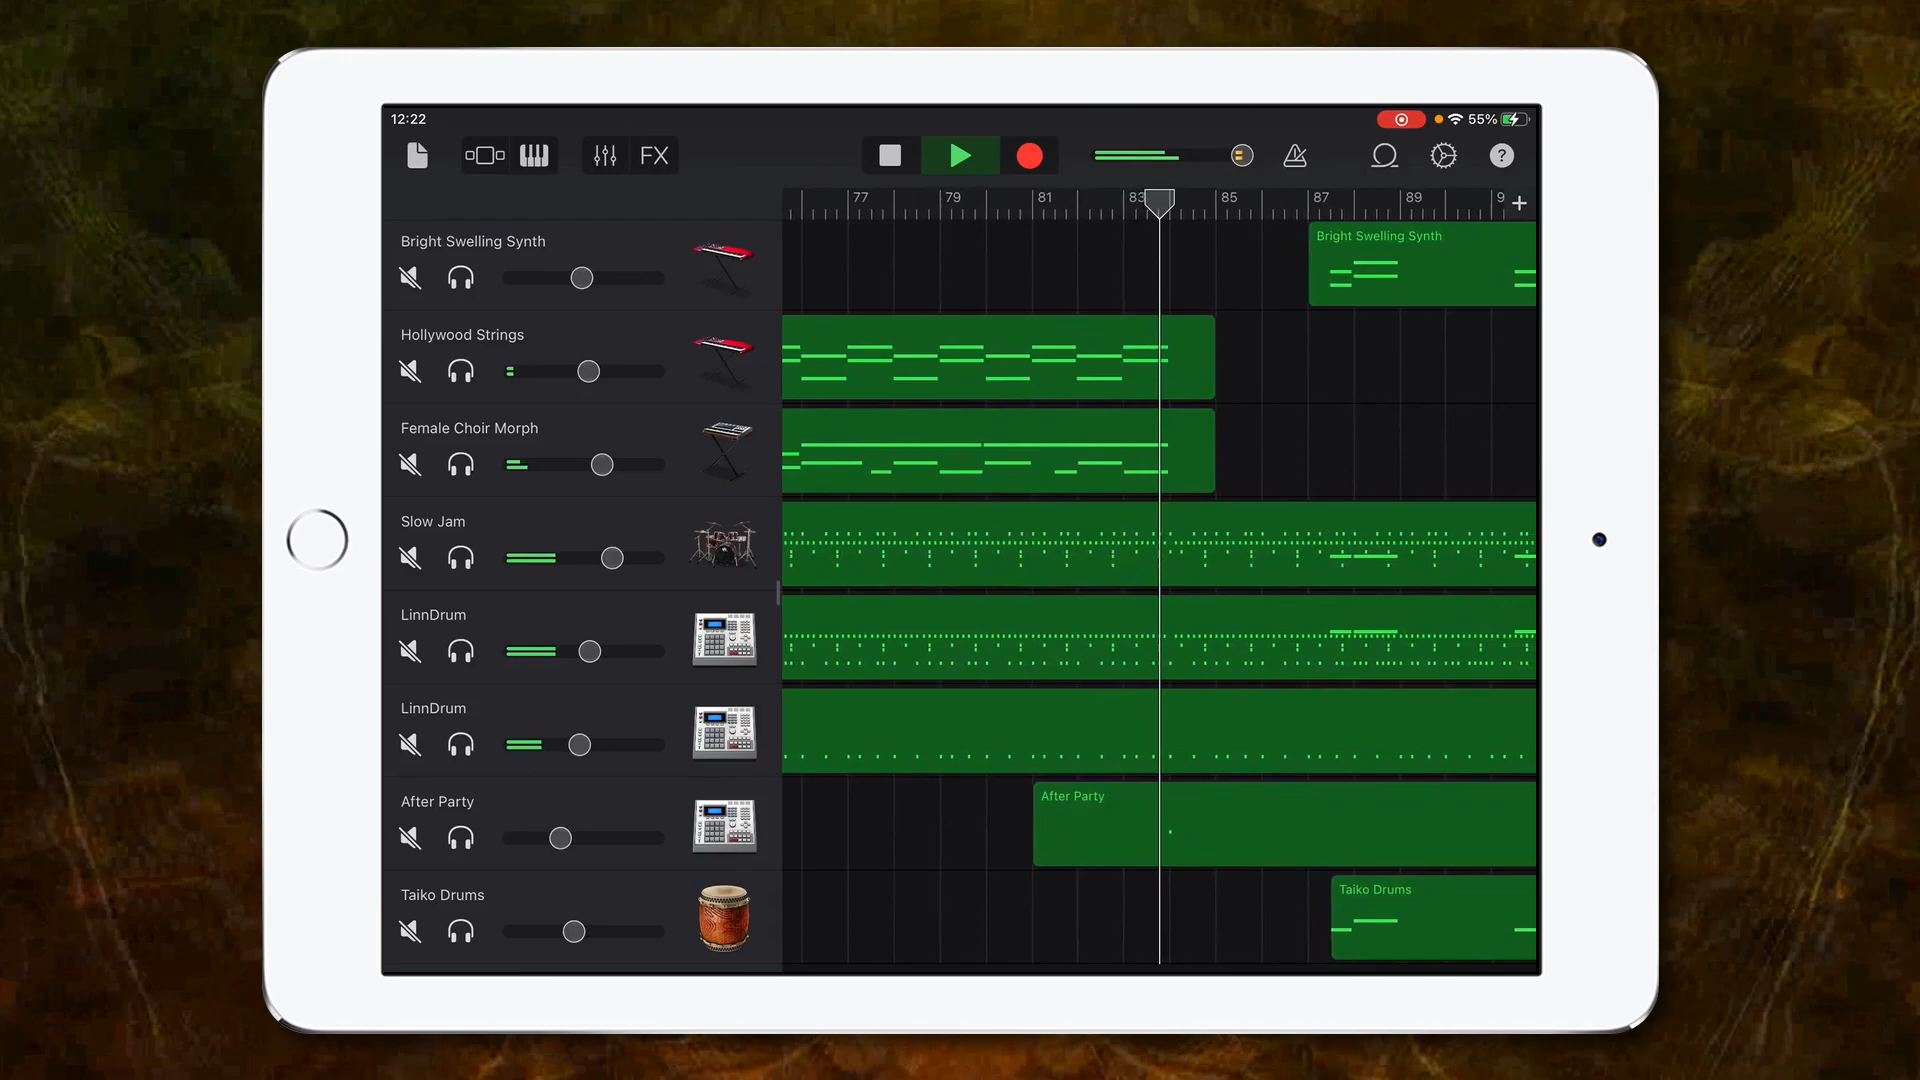 12:22
55%
FX
?
77 79 81 83 85 87 89 9
Bright Swelling Synth
Bright Swelling Synth
Hollywood Strings
Female Choir Morph
Slow Jam
LinnDrum
LinnDrum
After Party
After Party
Taiko Drums
Taiko Drums